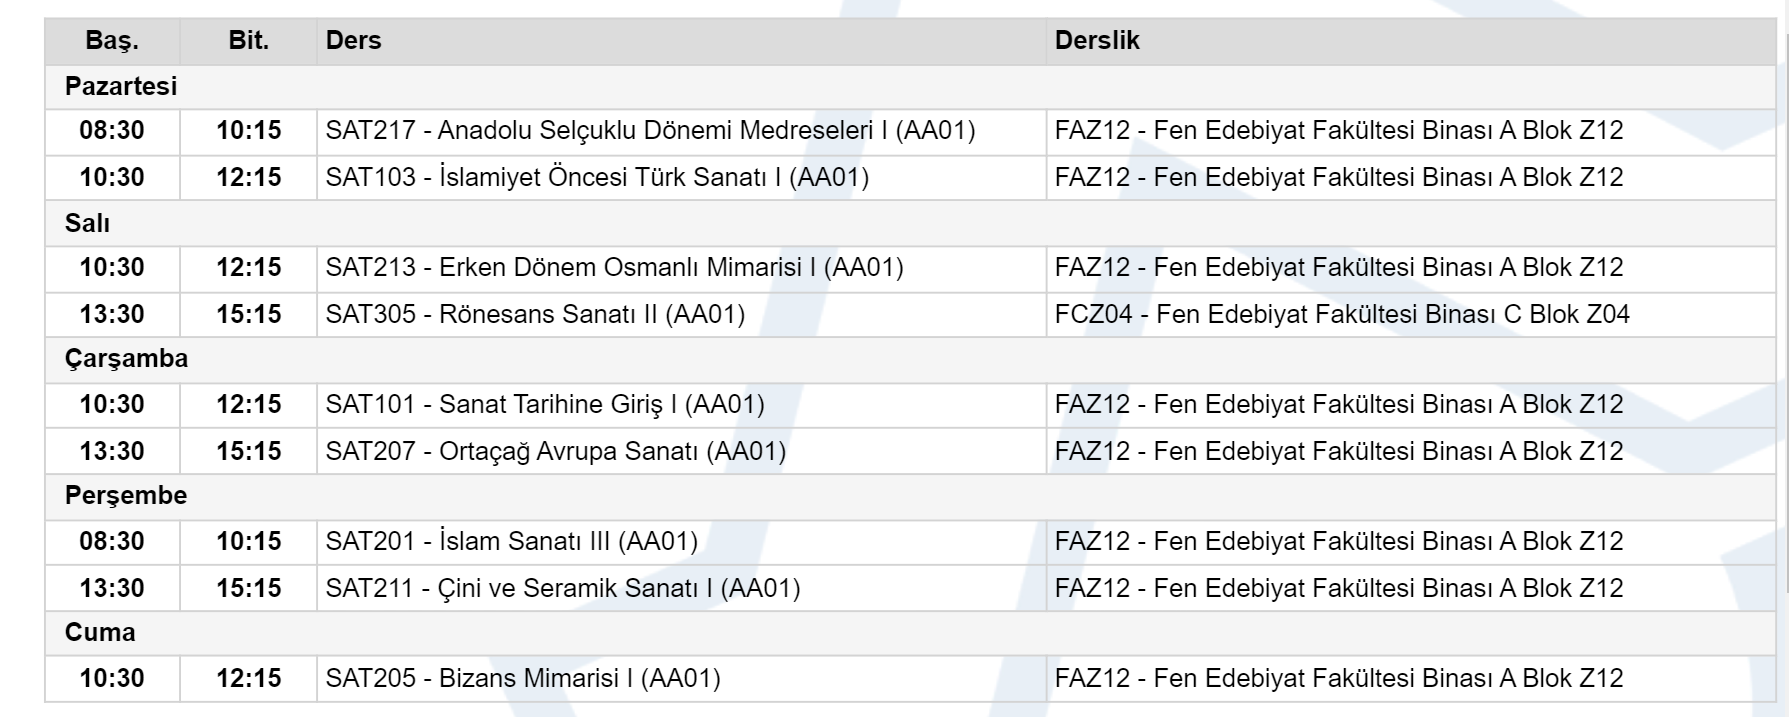 Baş. Bit. Ders Derslik
Pazartesi
08:30 10:15 SAT217 - Anadolu Selçuklu Dönemi Medreseleri I (AA01) FAZ12 - Fen Edebiyat Fakültesi Binası A Blok Z12
10:30 12:15 SAT103 - İslamiyet Öncesi Türk Sanatı I (AA01) FAZ12 - Fen Edebiyat Fakültesi Binası A Blok Z12
Salı
10:30 12:15 SAT213 - Erken Dönem Osmanlı Mimarisi I (AA01) FAZ12 - Fen Edebiyat Fakültesi Binası A Blok Z12
13:30 15:15 SAT305 - Rönesans Sanatı II (AA01) FCZ04 - Fen Edebiyat Fakültesi Binası C Blok Z04
Çarşamba
10:30 12:15 SAT101 - Sanat Tarihine Giriş I (AA01) FAZ12 - Fen Edebiyat Fakültesi Binası A Blok Z12
13:30 15:15 SAT207 - Ortaçağ Avrupa Sanatı (AA01) FAZ12 - Fen Edebiyat Fakültesi Binası A Blok Z12
Perşembe
08:30 10:15 SAT201 - İslam Sanatı III (AA01) FAZ12 - Fen Edebiyat Fakültesi Binası A Blok Z12
13:30 15:15 SAT211 - Çini ve Seramik Sanatı I (AA01) FAZ12 - Fen Edebiyat Fakültesi Binası A Blok Z12
Cuma
10:30 12:15 SAT205 - Bizans Mimarisi I (AA01) FAZ12 - Fen Edebiyat Fakültesi Binası A Blok Z12